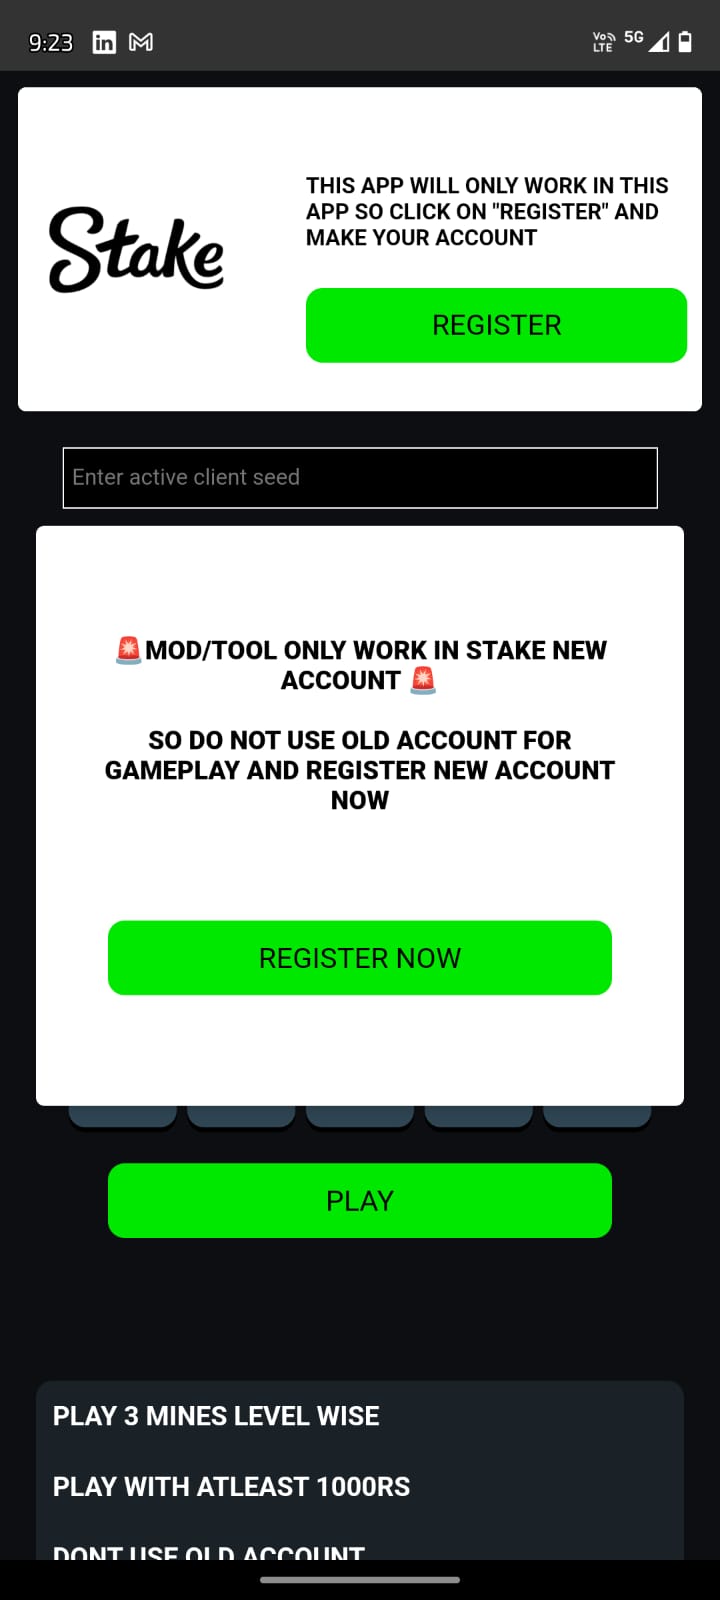 9:23
Vo LTE 5G
Stake
THIS APP WILL ONLY WORK IN THIS
APP SO CLICK ON "REGISTER" AND
MAKE YOUR ACCOUNT
REGISTER
Enter active client seed
🚨MOD/TOOL ONLY WORK IN STAKE NEW
ACCOUNT 🚨
SO DO NOT USE OLD ACCOUNT FOR
GAMEPLAY AND REGISTER NEW ACCOUNT
NOW
REGISTER NOW
PLAY
PLAY 3 MINES LEVEL WISE
PLAY WITH ATLEAST 1000RS
DONT USE OLD ACCOUNT